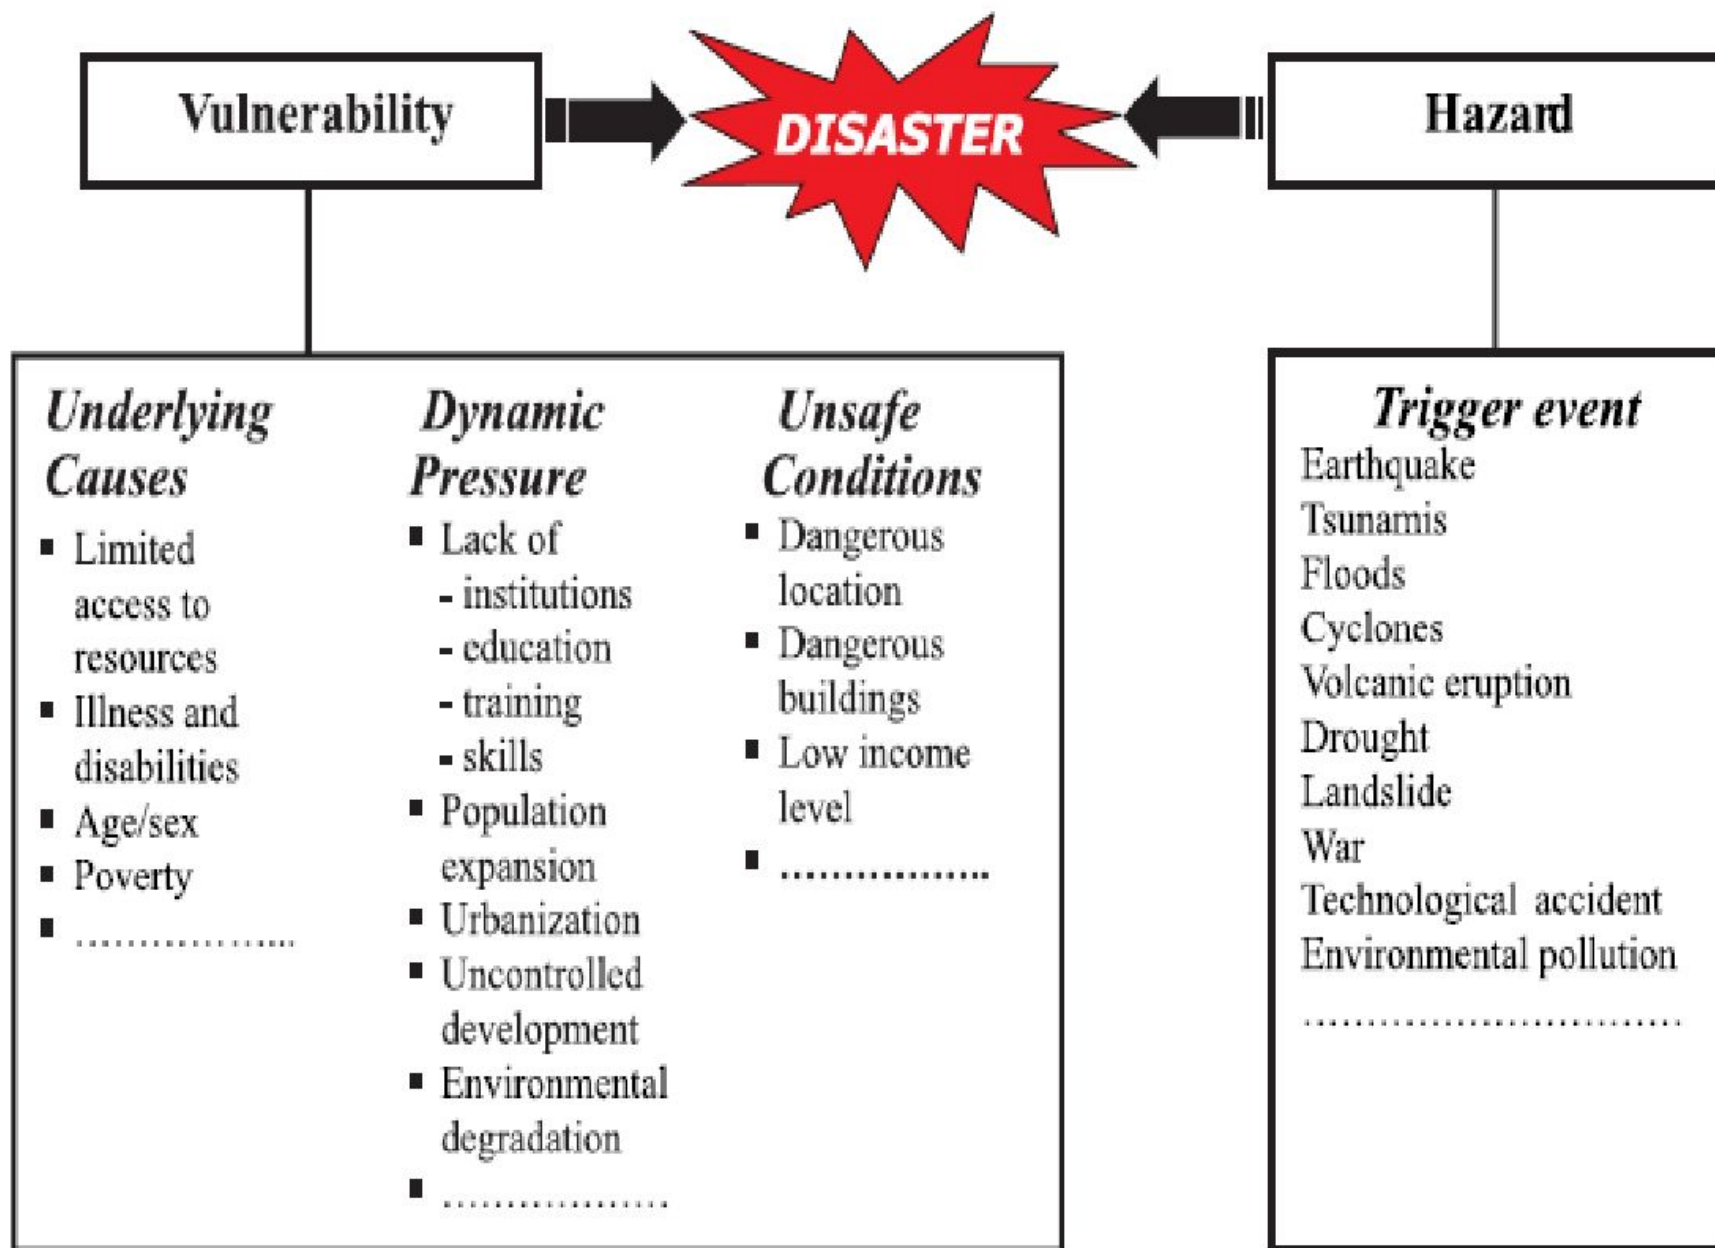 Vulnerability
DISASTER
Hazard
Underlying
Causes
▪ Limited
access to
resources
▪ Illness and
disabilities
▪ Age/sex
▪ Poverty
▪ ....................
Dynamic
Pressure
▪ Lack of
- institutions
- education
- training
- skills
▪ Population
expansion
▪ Urbanization
▪ Uncontrolled
development
▪ Environmental
degradation
▪ ..................
Unsafe
Conditions
▪ Dangerous
location
▪ Dangerous
buildings
▪ Low income
level
▪ ..................
Trigger event
Earthquake
Tsunamis
Floods
Cyclones
Volcanic eruption
Drought
Landslide
War
Technological accident
Environmental pollution
..............................